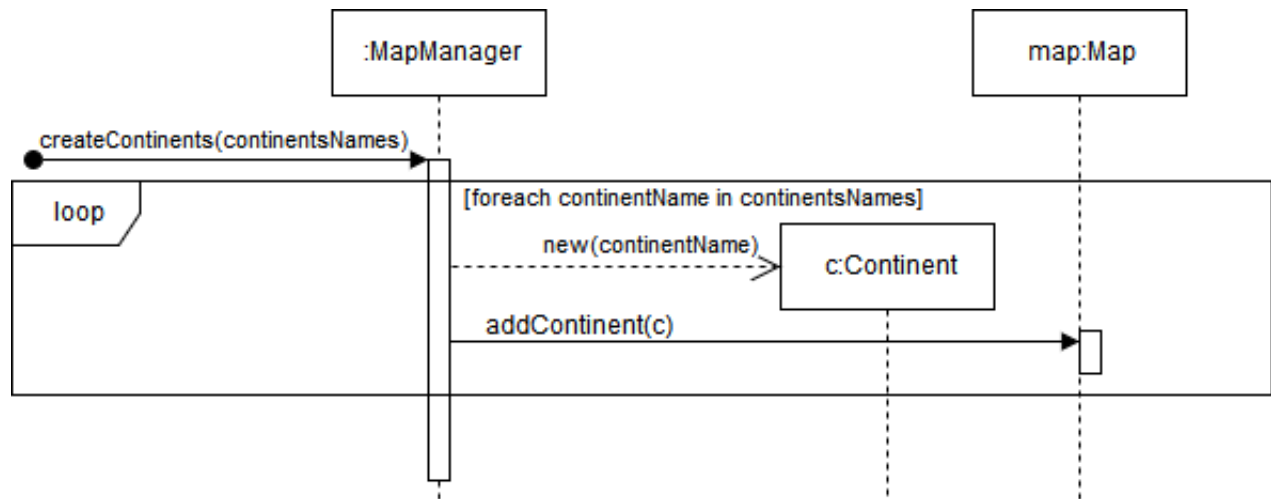 :MapManager
map:Map
createContinents(continentsNames)
loop
[foreach continentName in continentsNames]
new(continentName)
c:Continent
addContinent(c)